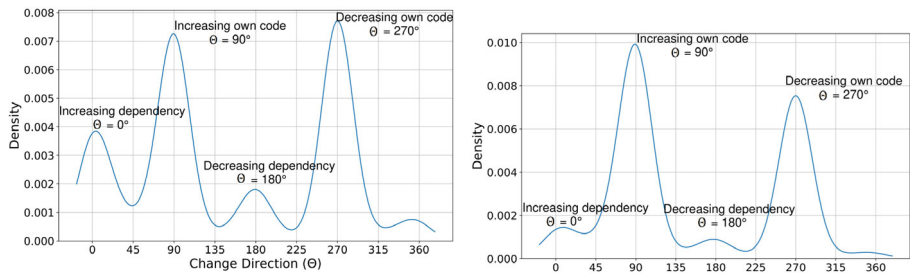 0.008
0.007
0.006
0.005
0.004
0.003
0.002
0.001
0.000
Density
Increasing own code
Θ = 90°
Decreasing own code
Θ = 270°
Increasing dependency
Θ = 0°
Decreasing dependency
Θ = 180°
0 45 90 135 180 225 270 315 360
Change Direction (Θ)
0.010
0.008
0.006
0.004
0.002
0.000
Density
Increasing own code
Θ = 90°
Decreasing own code
Θ = 270°
Increasing dependency
Θ = 0°
Decreasing dependency
Θ = 180°
0 45 90 135 180 225 270 315 360